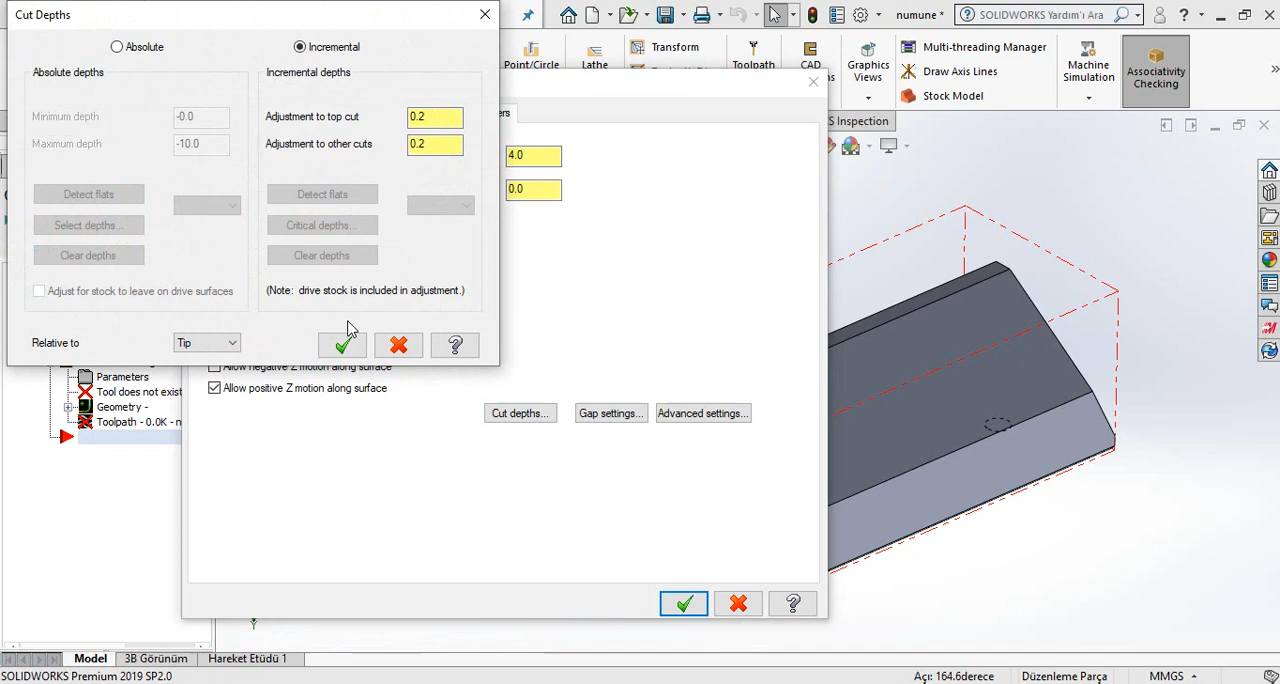 Cut Depths
numune *
SOLIDWORKS Yardım'ı Ara
Absolute
Incremental
Absolute depths
Minimum depth
-0.0
Maximum depth
-10.0
Detect flats
Select depths...
Clear depths
Adjust for stock to leave on drive surfaces
Incremental depths
Adjustment to top cut
0.2
Adjustment to other cuts
0.2
Detect flats
Critical depths...
Clear depths
(Note: drive stock is included in adjustment.)
Relative to
Tip
Point/Circle
Lathe
Transform
Toolpath
CAD
Graphics
Views
Multi-threading Manager
Draw Axis Lines
Stock Model
Machine
Simulation
Associativity
Checking
S Inspection
4.0
0.0
Allow negative Z motion along surface
Allow positive Z motion along surface
Cut depths...
Gap settings...
Advanced settings...
Parameters
Tool does not exist
Geometry -
Toolpath - 0.0K - n
Model
3B Görünüm
Hareket Etüdü 1
SOLIDWORKS Premium 2019 SP2.0
Açı: 164.6derece
Düzenleme Parça
MMGS